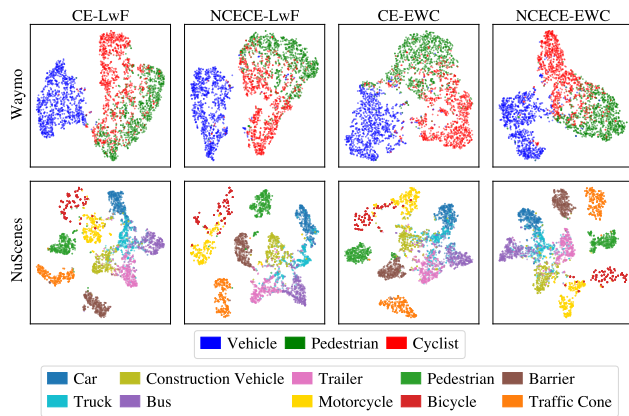 CE-LwF NCECE-LwF CE-EWC NCECE-EWC
Waymo
NuScenes
Vehicle Pedestrian Cyclist
Car Construction Vehicle Trailer Pedestrian Barrier
Truck Bus Motorcycle Bicycle Traffic Cone